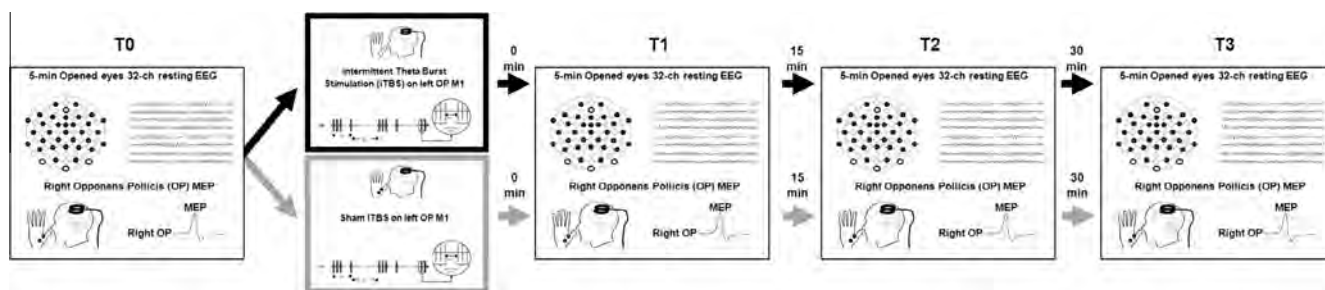 T0
5-min Opened eyes 32-ch resting EEG
Right Opponens Pollicis (OP) MEP
MEP
Right OP
Intermittent Theta Burst
Stimulation (iTBS) on left OP M1
Sham iTBS on left OP M1
0
min
0
min
T1
5-min Opened eyes 32-ch resting EEG
Right Opponens Pollicis (OP) MEP
MEP
Right OP
15
min
15
min
T2
5-min Opened eyes 32-ch resting EEG
Right Opponens Pollicis (OP) MEP
MEP
Right OP
30
min
30
min
T3
5-min Opened eyes 32-ch resting EEG
Right Opponens Pollicis (OP) MEP
MEP
Right OP